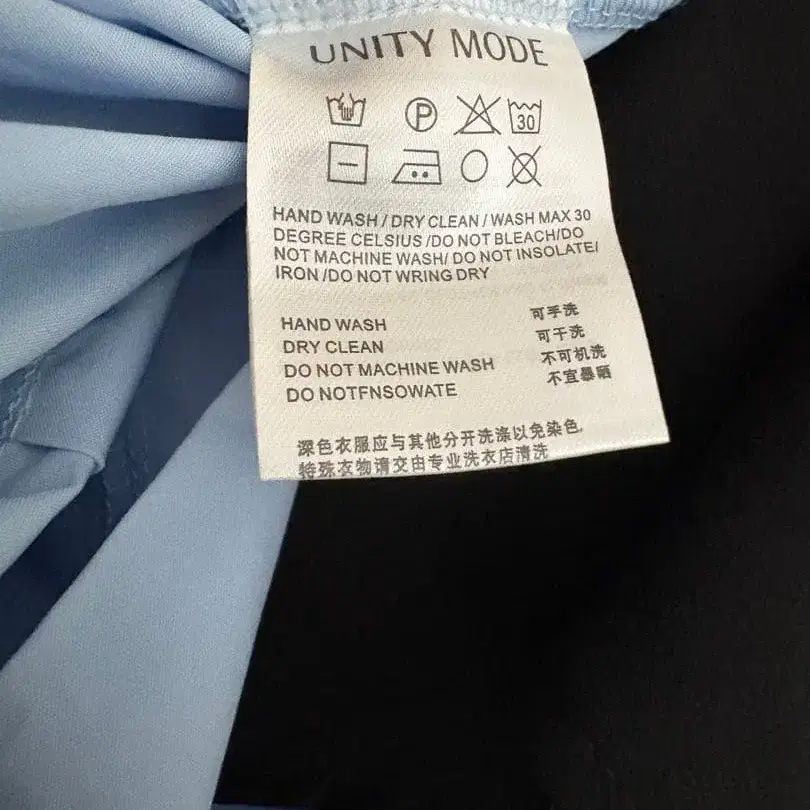 UNITY MODE
P
30
HAND WASH / DRY CLEAN / WASH MAX 30
DEGREE CELSIUS /DO NOT BLEACH/DO
NOT MACHINE WASH/ DO NOT INSOLATE/
IRON /DO NOT WRING DRY
HAND WASH 可手洗
DRY CLEAN 可干洗
DO NOT MACHINE WASH 不可机洗
DO NOTFNSOWATE 不宜暴晒
深色衣服应与其他分开洗涤以免染色.
特殊衣物请交由专业洗衣店清洗